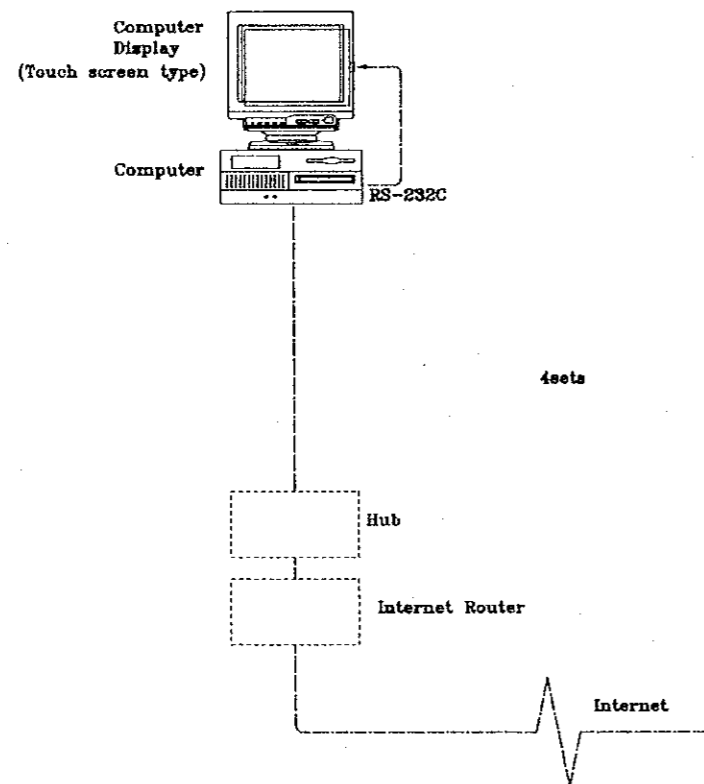 Computer
Display
(Touch screen type)
Computer
RS-232C
4sets
Hub
Internet Router
Internet